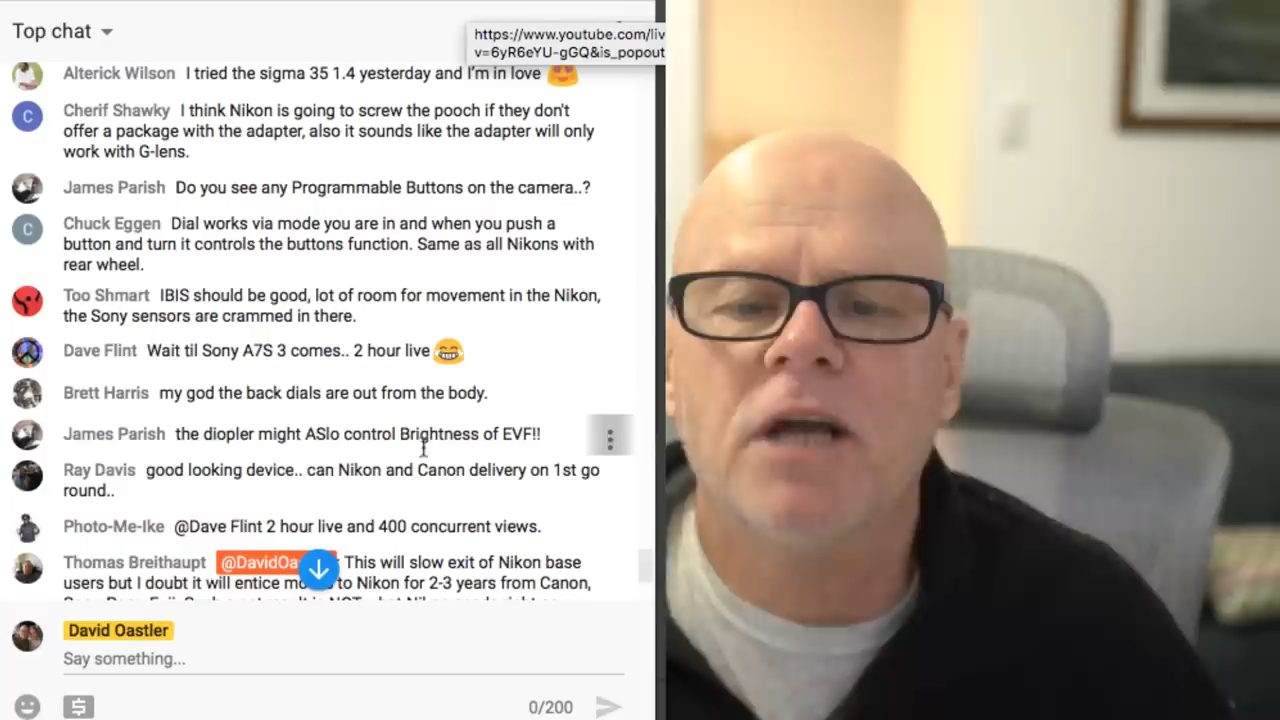 Top chat
https://www.youtube.com/liv
v=6yR6eYU-gGQ&is_popout
Alterick Wilson I tried the sigma 35 1.4 yesterday and I'm in love
C Cherif Shawky I think Nikon is going to screw the pooch if they don't
offer a package with the adapter, also it sounds like the adapter will only
work with G-lens.
James Parish Do you see any Programmable Buttons on the camera..?
C Chuck Eggen Dial works via mode you are in and when you push a
button and turn it controls the buttons function. Same as all Nikons with
rear wheel.
Too Shmart IBIS should be good, lot of room for movement in the Nikon,
the Sony sensors are crammed in there.
Dave Flint Wait til Sony A7S 3 comes.. 2 hour live
Brett Harris my god the back dials are out from the body.
James Parish the diopler might ASlo control Brightness of EVF!!
Ray Davis good looking device.. can Nikon and Canon delivery on 1st go
round..
Photo-Me-Ike @Dave Flint 2 hour live and 400 concurrent views.
Thomas Breithaupt @DavidOa This will slow exit of Nikon base
users but I doubt it will entice to Nikon for 2-3 years from Canon,
David Oastler
Say something...
0/200